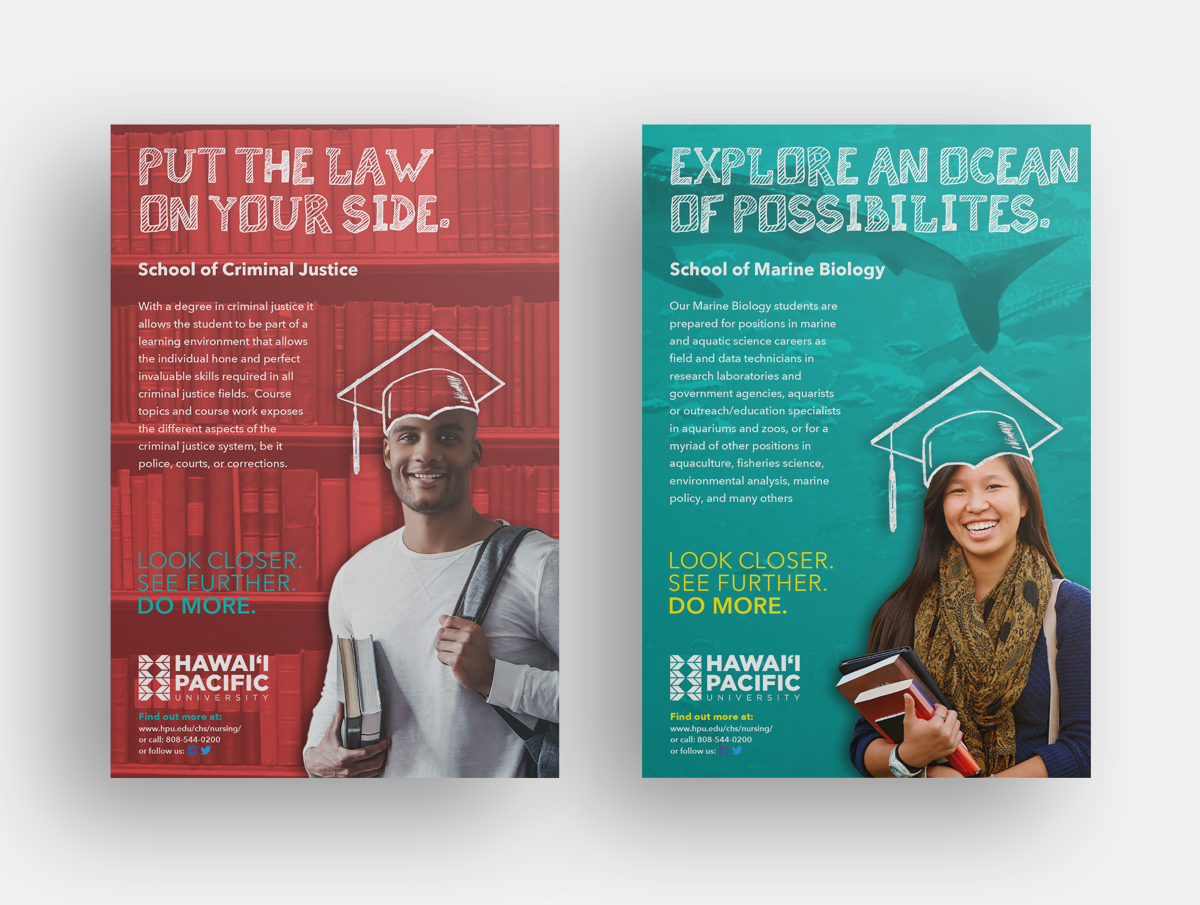 PUT THE LAW
ON YOUR SIDE.
School of Criminal Justice
With a degree in criminal justice it
allows the student to be part of a
learning environment that allows
the individual hone and perfect
invaluable skills required in all
criminal justice fields.  Course
topics and course work exposes
the different aspects of the
criminal justice system, be it
police, courts, or corrections.
LOOK CLOSER.
SEE FURTHER.
DO MORE.
HAWAI‘I
PACIFIC
UNIVERSITY
Find out more at:
www.hpu.edu/chs/nursing/
or call: 808-544-0200
or follow us:
EXPLORE AN OCEAN
OF POSSIBILITES.
School of Marine Biology
Our Marine Biology students are
prepared for positions in marine
and aquatic science careers as
field and data technicians in
research laboratories and
government agencies, aquarists
or outreach/education specialists
in aquariums and zoos, or for a
myriad of other positions in
aquaculture, fisheries science,
environmental analysis, marine
policy, and many others
LOOK CLOSER.
SEE FURTHER.
DO MORE.
HAWAI‘I
PACIFIC
UNIVERSITY
Find out more at:
www.hpu.edu/chs/nursing/
or call: 808-544-0200
or follow us: